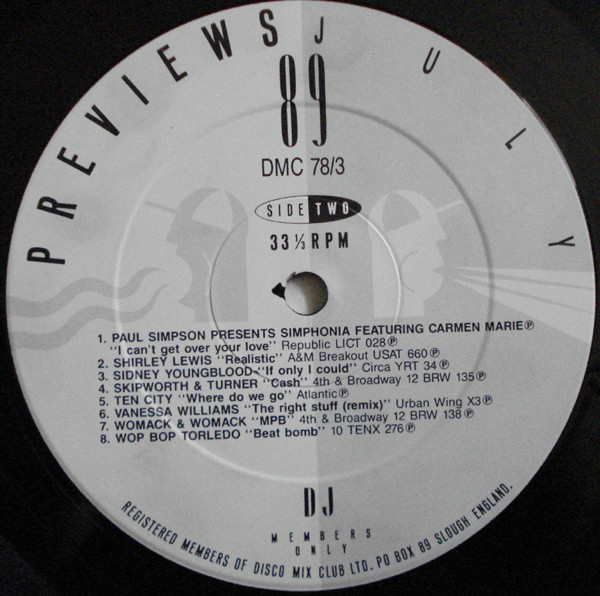 PREVIEWS JULY
89
DMC 78/3
SIDE TWO
33 ⅓ RPM
1. PAUL SIMPSON PRESENTS SIMPHONIA FEATURING CARMEN MARIE Ⓟ
"I can't get over your love" Republic LICT 028 Ⓟ
2. SHIRLEY LEWIS "Realistic" A&M Breakout USAT 660 Ⓟ
3. SIDNEY YOUNGBLOOD "If only I could" Circa YRT 34 Ⓟ
4. SKIPWORTH & TURNER "Cash" 4th & Broadway 12 BRW 135 Ⓟ
5. TEN CITY "Where do we go" Atlantic Ⓟ
6. VANESSA WILLIAMS "The right stuff (remix)" Urban Wing X3 Ⓟ
7. WOMACK & WOMACK "MPB" 4th & Broadway 12 BRW 138 Ⓟ
8. WOP BOP TORLEDO "Beat bomb" 10 TENX 276 Ⓟ
DJ
MEMBERS
ONLY
REGISTERED MEMBERS OF DISCO MIX CLUB LTD. PO BOX 89 SLOUGH ENGLAND.